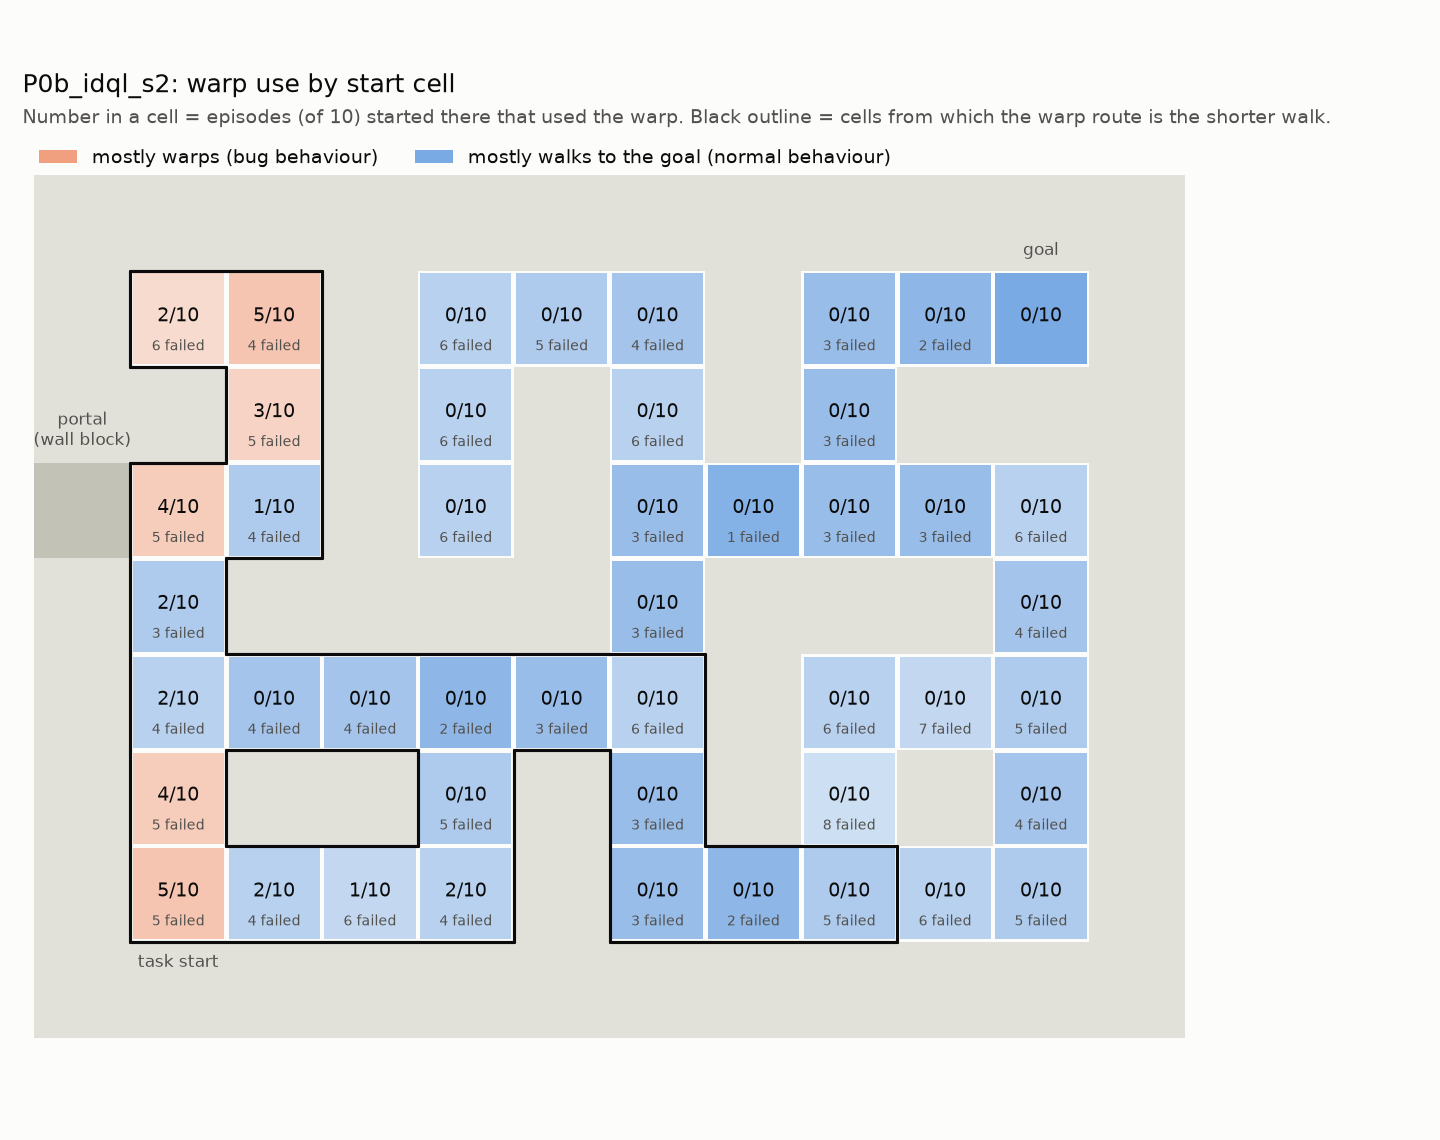 P0b_idql_s2: warp use by start cell
Number in a cell = episodes (of 10) started there that used the warp. Black outline = cells from which the warp route is the shorter walk.
mostly warps (bug behaviour) mostly walks to the goal (normal behaviour)
goal
2/10 5/10 0/10 0/10 0/10 0/10 0/10 0/10
6 failed 4 failed 6 failed 5 failed 4 failed 3 failed 2 failed
3/10 0/10 0/10 0/10
portal
(wall block)
5 failed 6 failed 6 failed 3 failed
4/10 1/10 0/10 0/10 0/10 0/10 0/10 0/10
5 failed 4 failed 6 failed 3 failed 1 failed 3 failed 3 failed 6 failed
2/10 0/10 0/10
3 failed 3 failed 4 failed
2/10 0/10 0/10 0/10 0/10 0/10 0/10 0/10 0/10
4 failed 4 failed 4 failed 2 failed 3 failed 6 failed 6 failed 7 failed 5 failed
4/10 0/10 0/10 0/10 0/10
5 failed 5 failed 3 failed 8 failed 4 failed
5/10 2/10 1/10 2/10 0/10 0/10 0/10 0/10 0/10
5 failed 4 failed 6 failed 4 failed 3 failed 2 failed 5 failed 6 failed 5 failed
task start